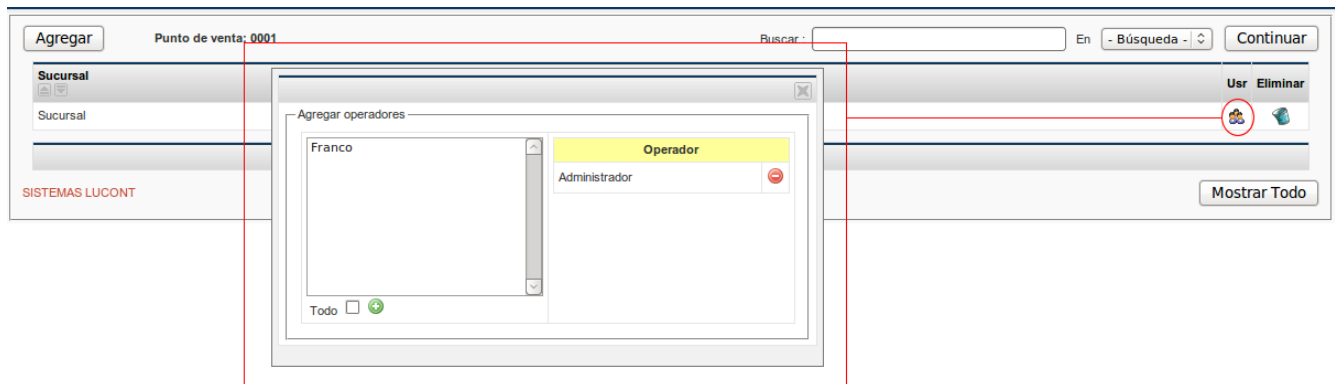 Agregar Punto de venta: 0001 Buscar : En - Búsqueda - Continuar
Sucursal Usr Eliminar
Sucursal
Agregar operadores
Franco
Operador
Administrador
Todo
SISTEMAS LUCONT
Mostrar Todo